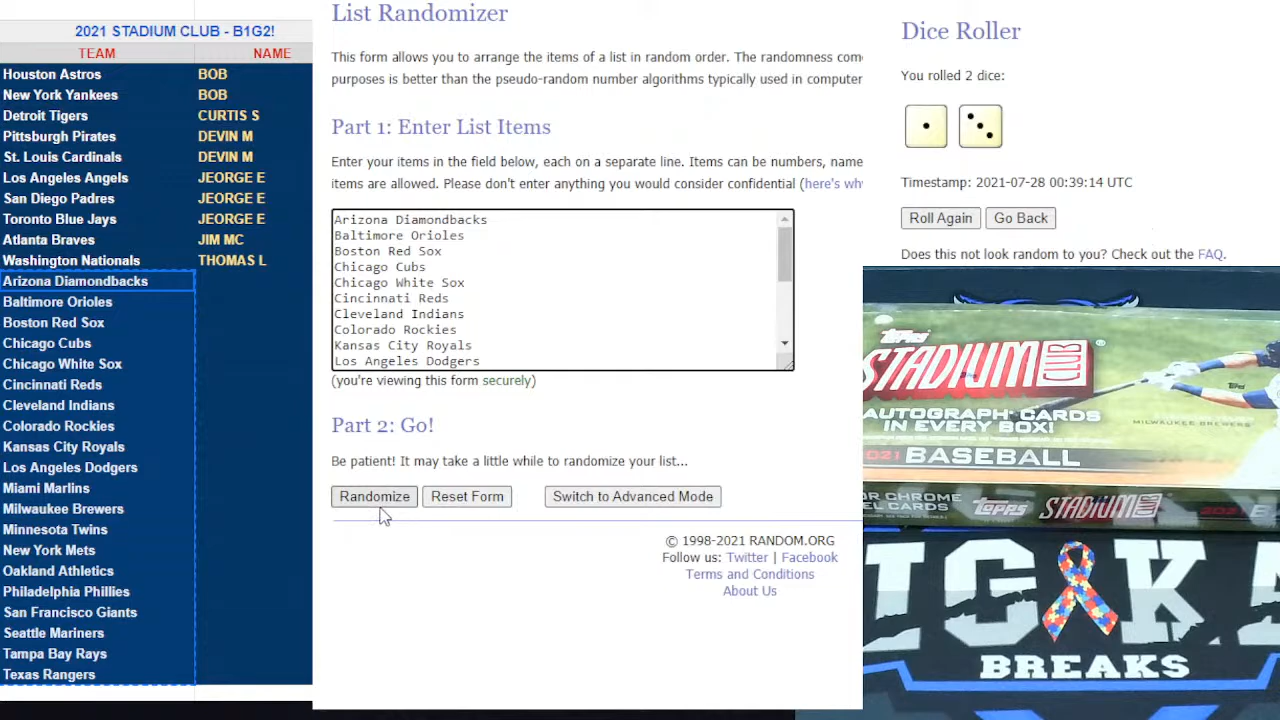 2021 STADIUM CLUB - B1G2!
TEAM NAME
Houston Astros BOB
New York Yankees BOB
Detroit Tigers CURTIS S
Pittsburgh Pirates DEVIN M
St. Louis Cardinals DEVIN M
Los Angeles Angels JEORGE E
San Diego Padres JEORGE E
Toronto Blue Jays JEORGE E
Atlanta Braves JIM MC
Washington Nationals THOMAS L
Arizona Diamondbacks
Baltimore Orioles
Boston Red Sox
Chicago Cubs
Chicago White Sox
Cincinnati Reds
Cleveland Indians
Colorado Rockies
Kansas City Royals
Los Angeles Dodgers
Miami Marlins
Milwaukee Brewers
Minnesota Twins
New York Mets
Oakland Athletics
Philadelphia Phillies
San Francisco Giants
Seattle Mariners
Tampa Bay Rays
Texas Rangers
List Randomizer
This form allows you to arrange the items of a list in random order. The randomness com
purposes is better than the pseudo-random number algorithms typically used in computer
Part 1: Enter List Items
Enter your items in the field below, each on a separate line. Items can be numbers, name
items are allowed. Please don't enter anything you would consider confidential (here's why
Arizona Diamondbacks
Baltimore Orioles
Boston Red Sox
Chicago Cubs
Chicago White Sox
Cincinnati Reds
Cleveland Indians
Colorado Rockies
Kansas City Royals
Los Angeles Dodgers
(you're viewing this form securely)
Part 2: Go!
Be patient! It may take a little while to randomize your list...
Randomize Reset Form Switch to Advanced Mode
© 1998-2021 RANDOM.ORG
Follow us: Twitter | Facebook
Terms and Conditions
About Us
Dice Roller
You rolled 2 dice:
Timestamp: 2021-07-28 00:39:14 UTC
Roll Again Go Back
Does this not look random to you? Check out the FAQ.
Topps
STADIUM CLUB®
AUTOGRAPH CARDS
IN EVERY BOX!
MILWAUKEE BREWERS
2021 BASEBALL
OR CHROME Topps STADIUM CLUB 2021 B
EL CARDS
BREAKS